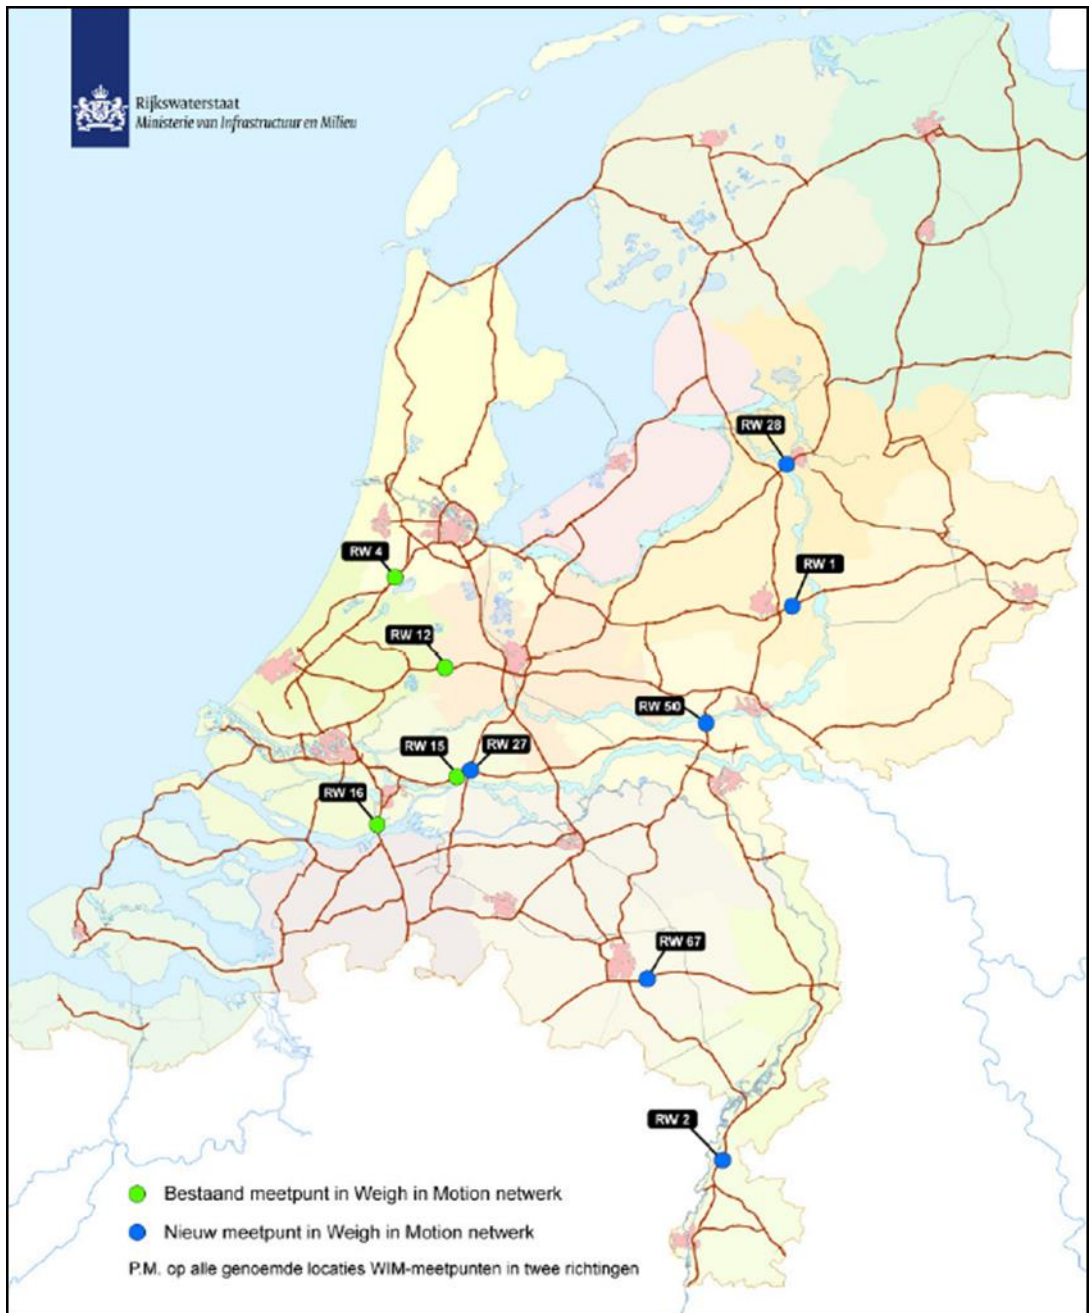 Rijkswaterstaat
Ministerie van Infrastructuur en Milieu
RW 28
RW 4
RW 1
RW 12
RW 50
RW 15
RW 27
RW 16
RW 67
RW 2
Bestaand meetpunt in Weigh in Motion netwerk
Nieuw meetpunt in Weigh in Motion netwerk
P.M. op alle genoemde locaties WIM-meetpunten in twee richtingen